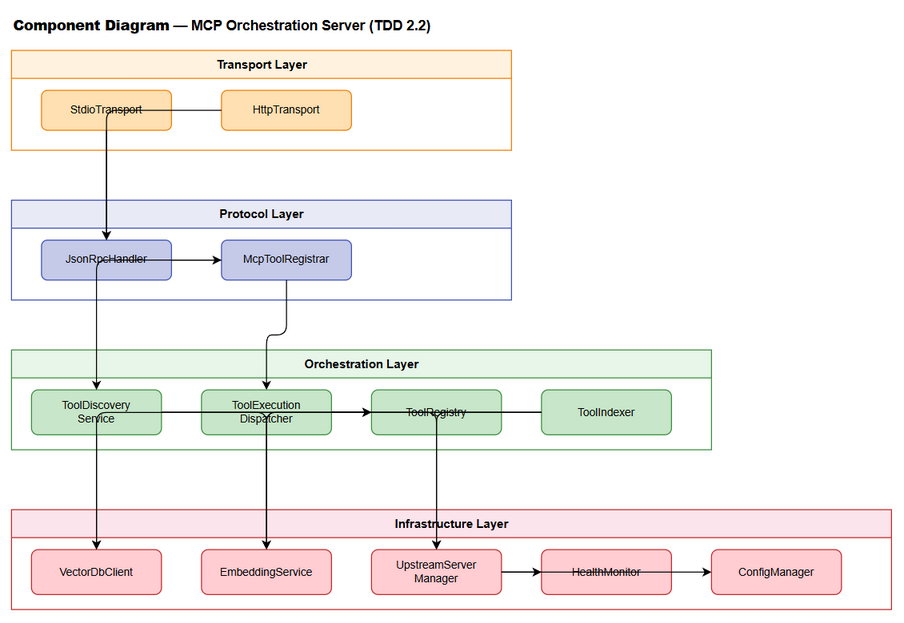 Component Diagram — MCP Orchestration Server (TDD 2.2)
Transport Layer
StdioTransport
HttpTransport
Protocol Layer
JsonRpcHandler
McpToolRegistrar
Orchestration Layer
ToolDiscovery
Service
ToolExecution
Dispatcher
ToolRegistry
ToolIndexer
Infrastructure Layer
VectorDbClient
EmbeddingService
UpstreamServer
Manager
HealthMonitor
ConfigManager